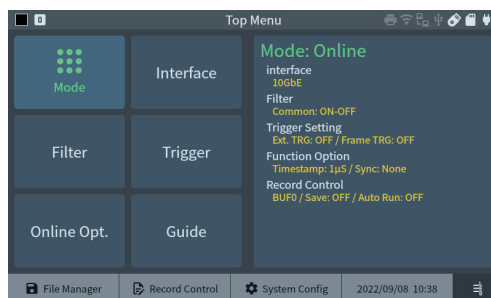 0
Top Menu
Mode
Interface
Filter
Trigger
Online Opt.
Guide
Mode: Online
interface
10GbE
Filter
Common: ON-OFF
Trigger Setting
Ext. TRG: OFF / Frame TRG: OFF
Function Option
Timestamp: 1µS / Sync: None
Record Control
BUF0 / Save: OFF / Auto Run: OFF
File Manager
Record Control
System Config
2022/09/08 10:38